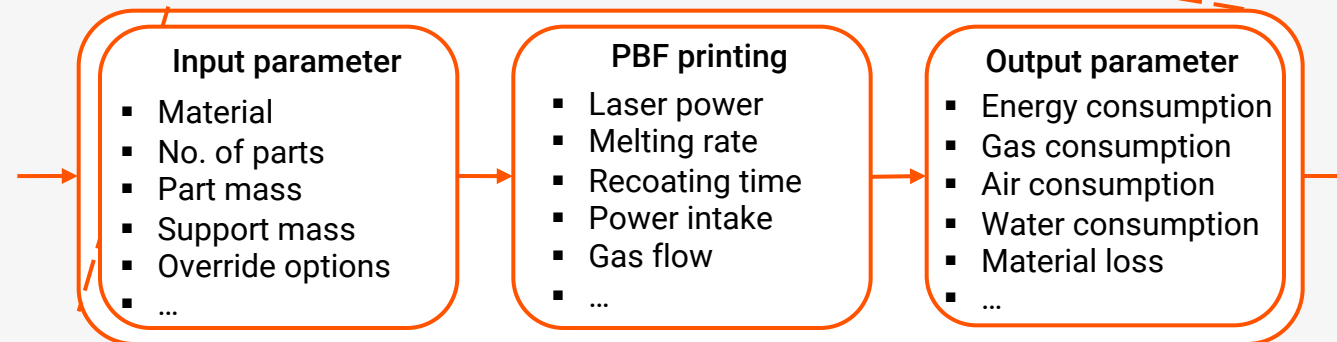 Input parameter
▪ Material
▪ No. of parts
▪ Part mass
▪ Support mass
▪ Override options
▪ ...
PBF printing
▪ Laser power
▪ Melting rate
▪ Recoating time
▪ Power intake
▪ Gas flow
▪ ...
Output parameter
▪ Energy consumption
▪ Gas consumption
▪ Air consumption
▪ Water consumption
▪ Material loss
▪ ...